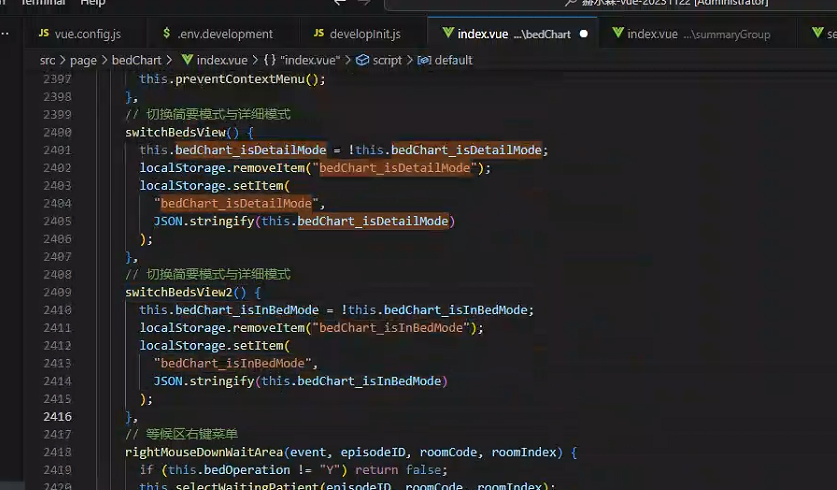 Terminal Help [Administrator]
JS vue.config.js $ .env.development JS developInit.js index.vue ...\bedChart ● index.vue ...\summaryGroup se
src > page > bedChart > index.vue > {} "index.vue" > script > default
2397 this.preventContextMenu();
2398 },
2399 // 切换简要模式与详细模式
2400 switchBedsView() {
2401 this.bedChart_isDetailMode = !this.bedChart_isDetailMode;
2402 localStorage.removeItem("bedChart_isDetailMode");
2403 localStorage.setItem(
2404 "bedChart_isDetailMode",
2405 JSON.stringify(this.bedChart_isDetailMode)
2406 );
2407 },
2408 // 切换简要模式与详细模式
2409 switchBedsView2() {
2410 this.bedChart_isInBedMode = !this.bedChart_isInBedMode;
2411 localStorage.removeItem("bedChart_isInBedMode");
2412 localStorage.setItem(
2413 "bedChart_isInBedMode",
2414 JSON.stringify(this.bedChart_isInBedMode)
2415 );
2416 },
2417 // 等候区右键菜单
2418 rightMouseDownWaitArea(event, episodeID, roomCode, roomIndex) {
2419 if (this.bedOperation != "Y") return false;
2420 this.selectWaitingPatient(episodeID, roomCode, roomIndex);